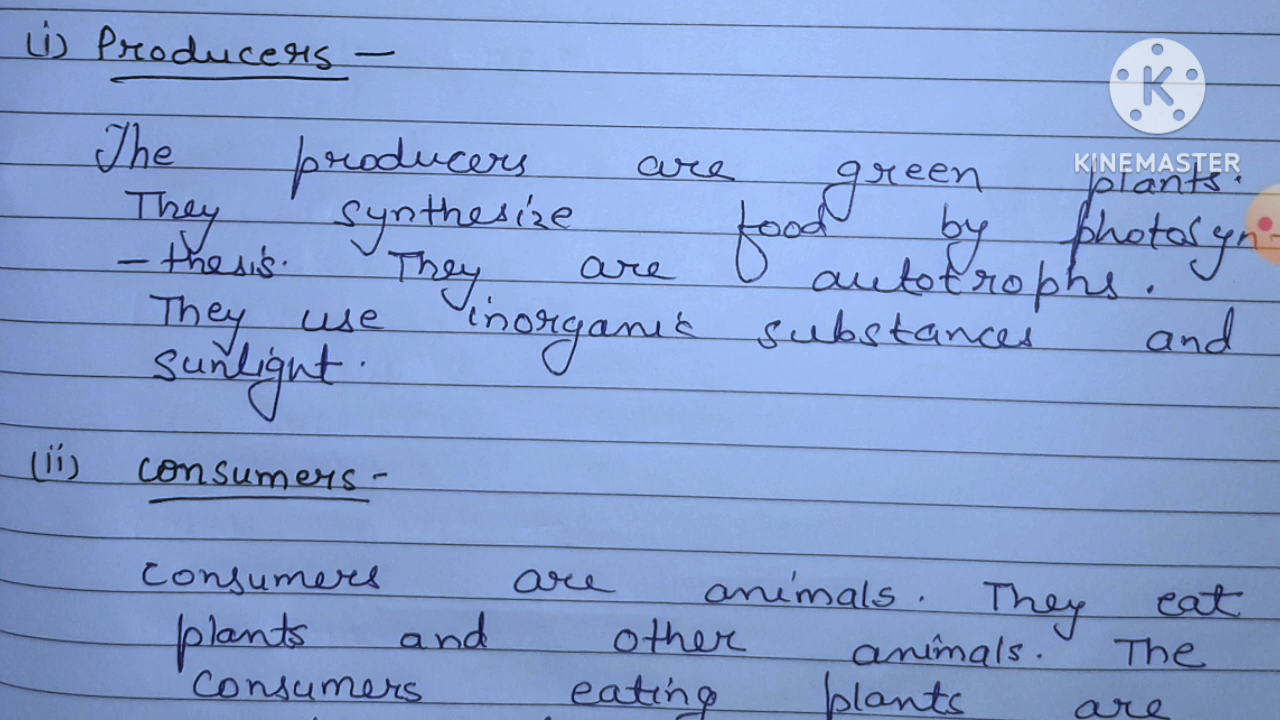 (i) Producers -
The producers are green plants.
They synthesize food by photosyn
- thesis. They are autotrophs.
They use inorganic substances and
sunlight.
(ii) consumers -
consumers are animals. They eat
plants and other animals. The
consumers eating plants are
K
KINEMASTER